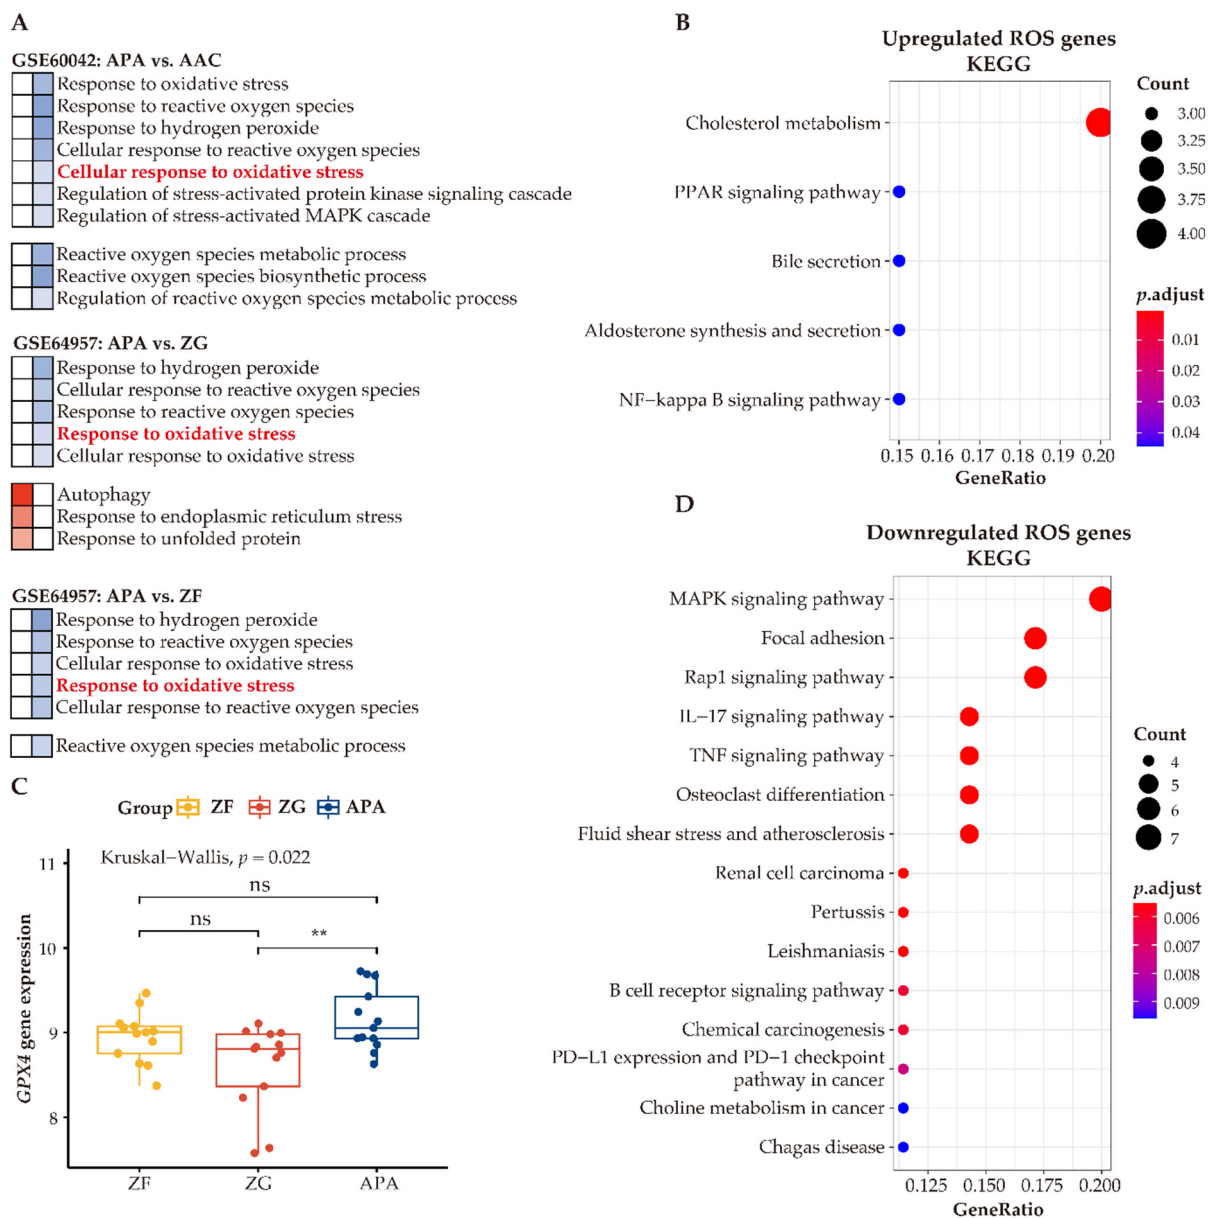 A
GSE60042: APA vs. AAC
Response to oxidative stress
Response to reactive oxygen species
Response to hydrogen peroxide
Cellular response to reactive oxygen species
Cellular response to oxidative stress
Regulation of stress-activated protein kinase signaling cascade
Regulation of stress-activated MAPK cascade
Reactive oxygen species metabolic process
Reactive oxygen species biosynthetic process
Regulation of reactive oxygen species metabolic process
GSE64957: APA vs. ZG
Response to hydrogen peroxide
Cellular response to reactive oxygen species
Response to reactive oxygen species
Response to oxidative stress
Cellular response to oxidative stress
Autophagy
Response to endoplasmic reticulum stress
Response to unfolded protein
GSE64957: APA vs. ZF
Response to hydrogen peroxide
Response to reactive oxygen species
Cellular response to oxidative stress
Response to oxidative stress
Cellular response to reactive oxygen species
Reactive oxygen species metabolic process
B
Upregulated ROS genes
KEGG
Cholesterol metabolism
PPAR signaling pathway
Bile secretion
Aldosterone synthesis and secretion
NF−kappa B signaling pathway
0.15 0.16 0.17 0.18 0.19 0.20
GeneRatio
Count
3.00
3.25
3.50
3.75
4.00
p.adjust
0.01
0.02
0.03
0.04
C
Group ZF ZG APA
Kruskal−Wallis, p = 0.022
ns
ns
**
GPX4 gene expression
11
10
9
8
ZF ZG APA
D
Downregulated ROS genes
KEGG
MAPK signaling pathway
Focal adhesion
Rap1 signaling pathway
IL−17 signaling pathway
TNF signaling pathway
Osteoclast differentiation
Fluid shear stress and atherosclerosis
Renal cell carcinoma
Pertussis
Leishmaniasis
B cell receptor signaling pathway
Chemical carcinogenesis
PD−L1 expression and PD−1 checkpoint
pathway in cancer
Choline metabolism in cancer
Chagas disease
0.125 0.150 0.175 0.200
GeneRatio
Count
4
5
6
7
p.adjust
0.006
0.007
0.008
0.009